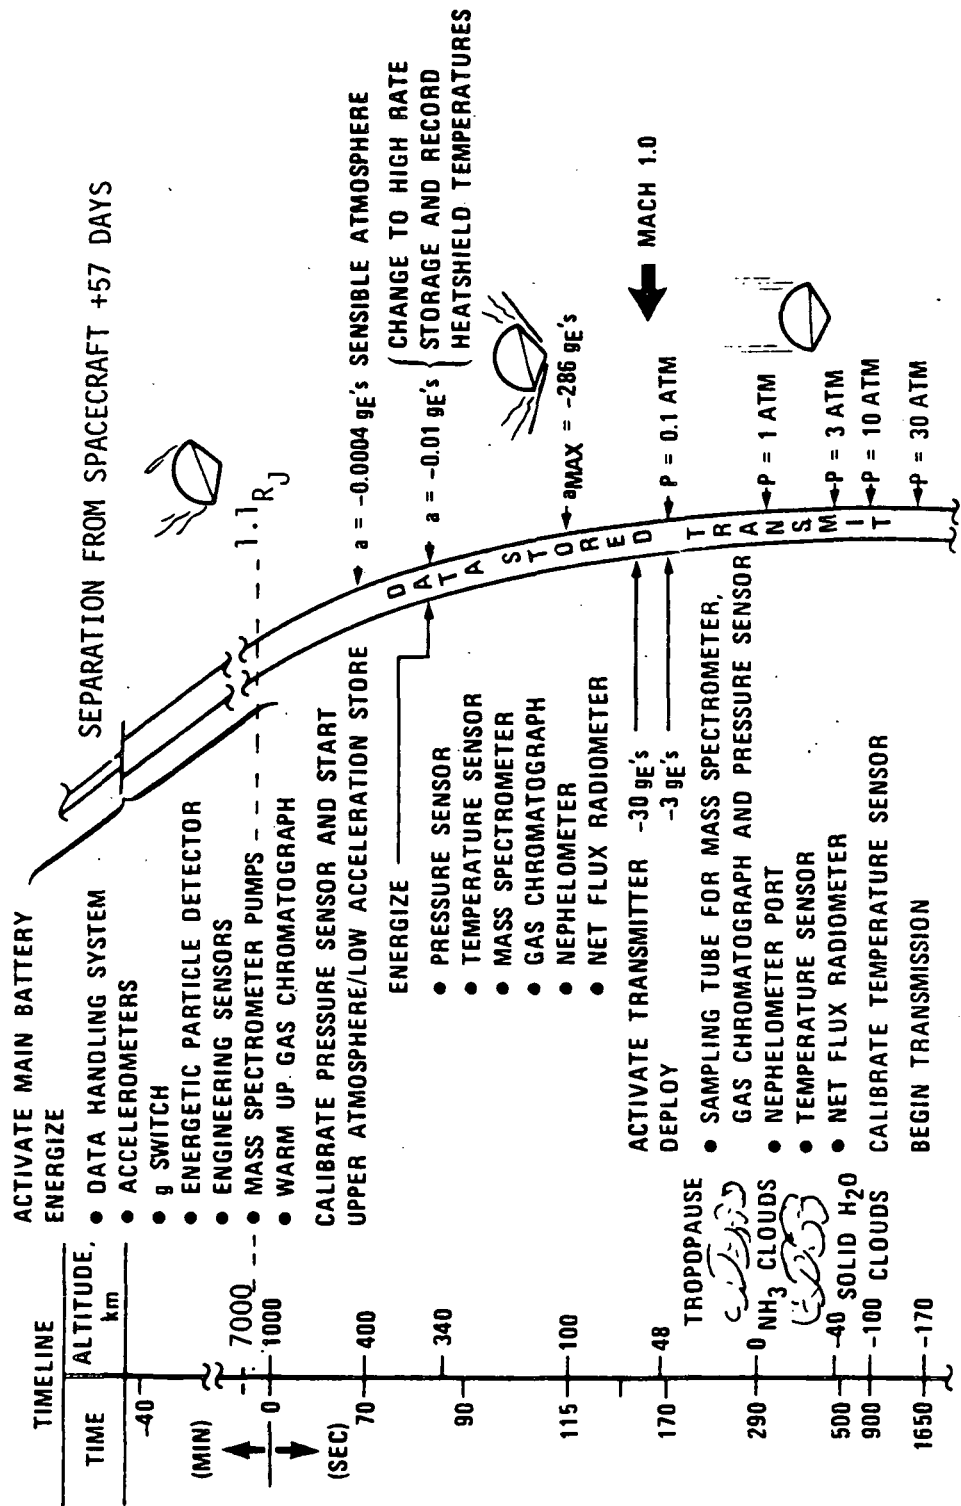 TIMELINE
TIME
ALTITUDE, km
-40
(MIN)
7000
0
1000
(SEC)
70
400
90
340
115
100
170
48
290
0
500
-40
900
-100
1650
-170
ACTIVATE MAIN BATTERY
ENERGIZE
• DATA HANDLING SYSTEM
• ACCELEROMETERS
• g SWITCH
• ENERGETIC PARTICLE DETECTOR
• ENGINEERING SENSORS
• MASS SPECTROMETER PUMPS
• WARM UP GAS CHROMATOGRAPH
CALIBRATE PRESSURE SENSOR AND START
UPPER ATMOSPHERE/LOW ACCELERATION STORE
ENERGIZE
• PRESSURE SENSOR
• TEMPERATURE SENSOR
• MASS SPECTROMETER
• GAS CHROMATOGRAPH
• NEPHELOMETER
• NET FLUX RADIOMETER
ACTIVATE TRANSMITTER -30 gE's
DEPLOY -3 gE's
• SAMPLING TUBE FOR MASS SPECTROMETER,
GAS CHROMATOGRAPH AND PRESSURE SENSOR
• NEPHELOMETER PORT
• TEMPERATURE SENSOR
• NET FLUX RADIOMETER
CALIBRATE TEMPERATURE SENSOR
BEGIN TRANSMISSION
TROPOPAUSE
NH3 CLOUDS
SOLID H2O
CLOUDS
SEPARATION FROM SPACECRAFT +57 DAYS
1.1RJ
a = -0.0004 gE's SENSIBLE ATMOSPHERE
a = -0.01 gE's
CHANGE TO HIGH RATE
STORAGE AND RECORD
HEATSHIELD TEMPERATURES
DATA STORED
TRANSMIT
aMAX = -286 gE's
MACH 1.0
P = 0.1 ATM
P = 1 ATM
P = 3 ATM
P = 10 ATM
P = 30 ATM